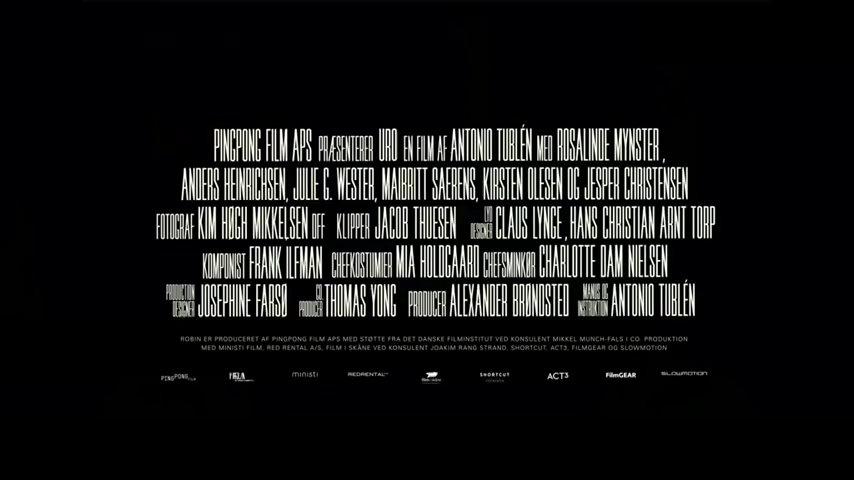 PINGPONG FILM APS PRÆSENTERER URO EN FILM AF ANTONIO TUBLÉN MED ROSALINDE MYNSTER,
ANDERS HEINRICHSEN, JULIE G. WESTER, MAIBRITT SAERENS, KIRSTEN OLESEN OG JESPER CHRISTENSEN
FOTOGRAF KIM HØGH MIKKELSEN DFF KLIPPER JACOB THUESEN LYD DESIGNER CLAUS LYNGE, HANS CHRISTIAN ARNT TORP
KOMPONIST FRANK ILFMAN CHEFKOSTUMIER MIA HOLDGAARD CHEFSMINKØR CHARLOTTE DAM NIELSEN
PRODUCTION DESIGNER JOSEPHINE FARSØ CO. PRODUCER THOMAS YONG PRODUCER ALEXANDER BRØNDSTED MANUS OG INSTRUKTION ANTONIO TUBLÉN
ROBIN ER PRODUCERET AF PINGPONG FILM APS MED STØTTE FRA DET DANSKE FILMINSTITUT VED KONSULENT MIKKEL MUNCH-FALS I CO. PRODUKTION
MED MINISTI FILM, RED RENTAL A/S, FILM I SKÅNE VED KONSULENT JOAKIM RANG STRAND, SHORTCUT, ACT3, FILMGEAR OG SLOWMOTION
PINGPONG FILM ministi REDRENTAL SHORTCUT ACT3 FilmGEAR SLOWMOTION